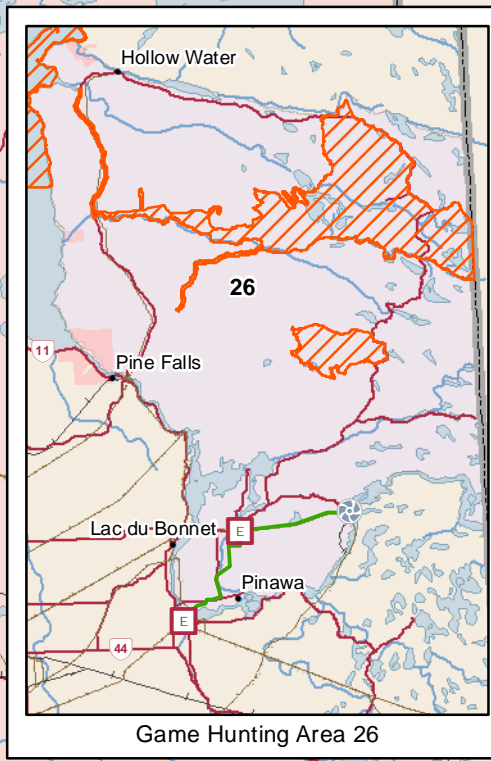 Hollow Water
26
11
Pine Falls
Lac du Bonnet
E
Pinawa
E
44
Game Hunting Area 26